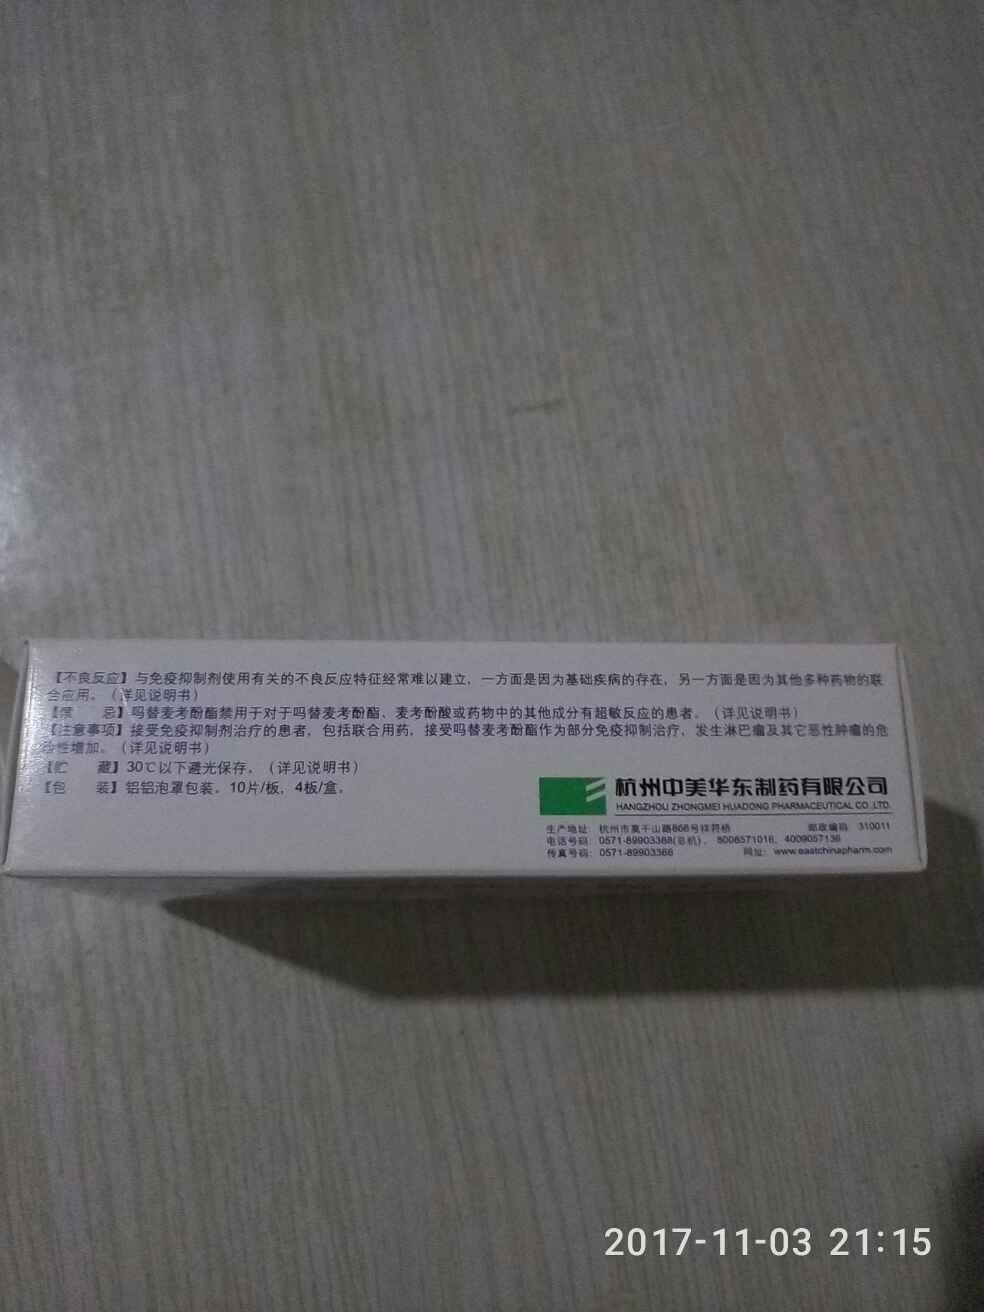 【不良反应】与免疫抑制剂使用有关的不良反应特征经常难以建立，一方面是因为基础疾病的存在，另一方面是因为其他多种药物的联
合应用。（详见说明书）
【禁　　忌】吗替麦考酚酯禁用于对于吗替麦考酚酯、麦考酚酸或药物中的其他成分有超敏反应的患者。（详见说明书）
【注意事项】接受免疫抑制剂治疗的患者，包括联合用药，接受吗替麦考酚酯作为部分免疫抑制治疗，发生淋巴瘤及其它恶性肿瘤的危
险性增加。（详见说明书）
【贮　　藏】30℃以下避光保存。（详见说明书）
【包　　装】铝铝泡罩包装。10片/板，4板/盒。
杭州中美华东制药有限公司
HANGZHOU ZHONGMEI HUADONG PHARMACEUTICAL CO.,LTD.
生产地址：杭州市莫干山路866号祥符桥　邮政编码：310011
电话号码：0571-89903388(总机)，8008571016，4009057136
传真号码：0571-89903366　网址：www.eastchinapharm.com
2017-11-03 21:15